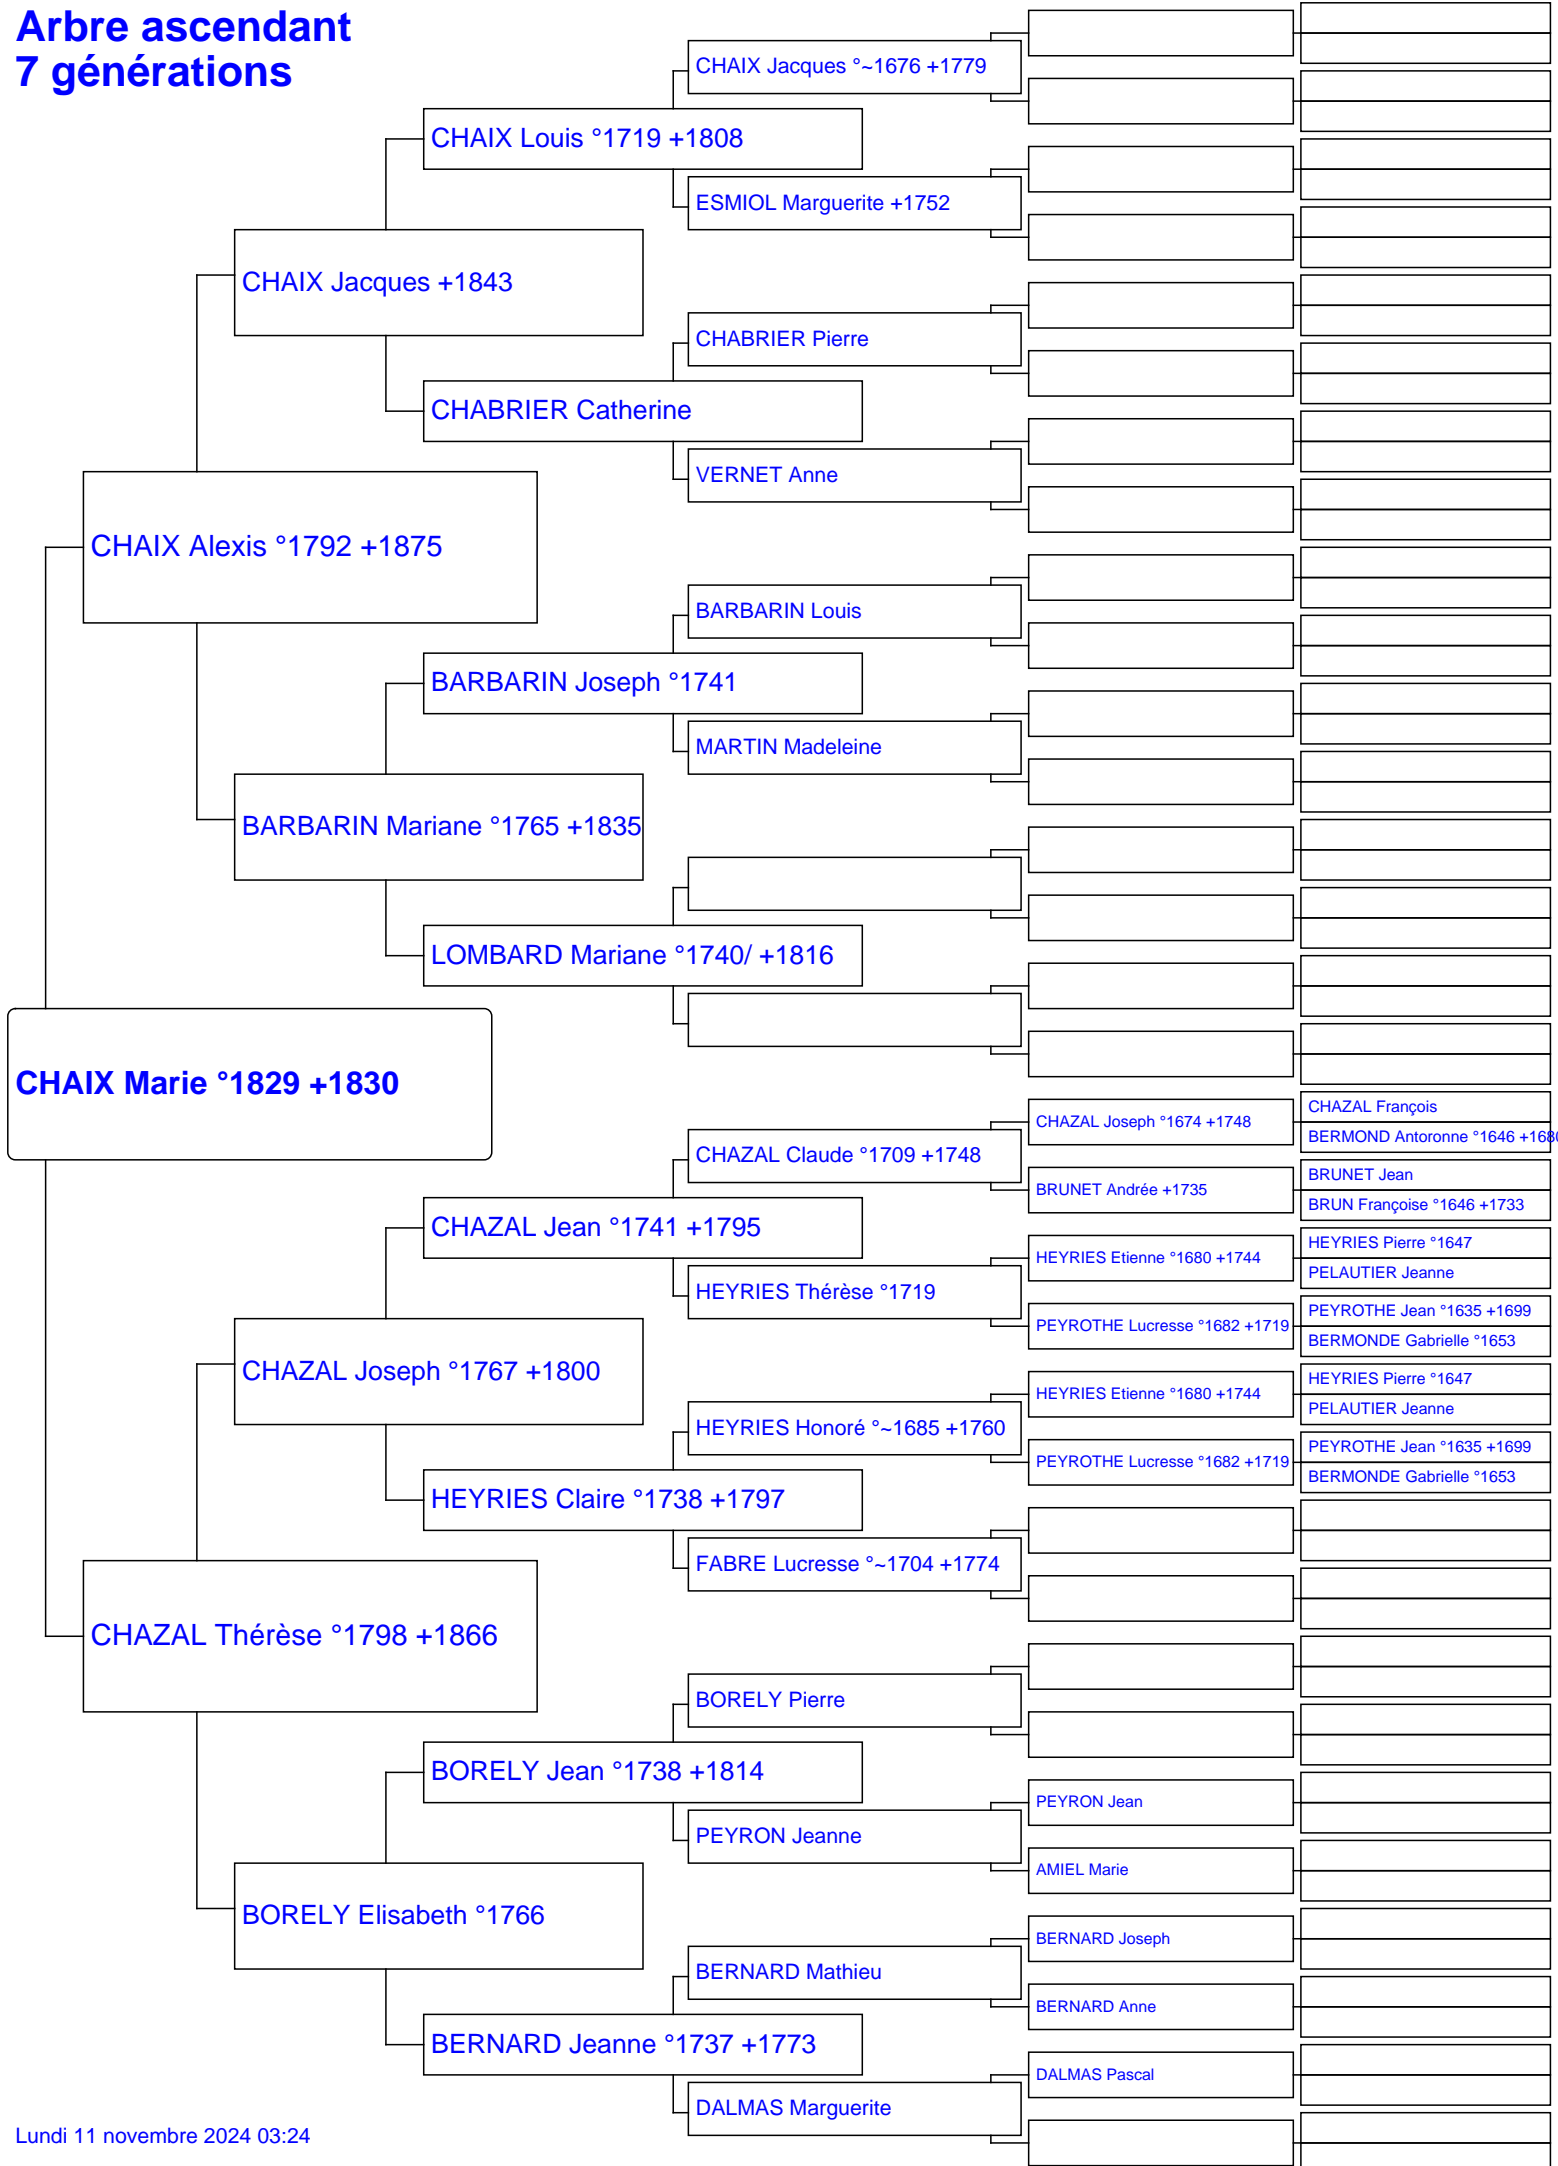 Arbre ascendant
7 générations
CHAIX Jacques °~1676 +1779
CHAIX Louis °1719 +1808
ESMIOL Marguerite +1752
CHAIX Jacques +1843
CHABRIER Pierre
CHABRIER Catherine
VERNET Anne
CHAIX Alexis °1792 +1875
BARBARIN Louis
BARBARIN Joseph °1741
MARTIN Madeleine
BARBARIN Mariane °1765 +1835
LOMBARD Mariane °1740/ +1816
CHAIX Marie °1829 +1830
CHAZAL François
CHAZAL Joseph °1674 +1748
BERMOND Antoronne °1646 +1680
CHAZAL Claude °1709 +1748
BRUNET Jean
BRUNET Andrée +1735
BRUN Françoise °1646 +1733
CHAZAL Jean °1741 +1795
HEYRIES Pierre °1647
HEYRIES Etienne °1680 +1744
PELAUTIER Jeanne
HEYRIES Thérèse °1719
PEYROTHE Jean °1635 +1699
PEYROTHE Lucresse °1682 +1719
BERMONDE Gabrielle °1653
CHAZAL Joseph °1767 +1800
HEYRIES Pierre °1647
HEYRIES Etienne °1680 +1744
PELAUTIER Jeanne
HEYRIES Honoré °~1685 +1760
PEYROTHE Jean °1635 +1699
PEYROTHE Lucresse °1682 +1719
BERMONDE Gabrielle °1653
HEYRIES Claire °1738 +1797
FABRE Lucresse °~1704 +1774
CHAZAL Thérèse °1798 +1866
BORELY Pierre
BORELY Jean °1738 +1814
PEYRON Jean
PEYRON Jeanne
AMIEL Marie
BORELY Elisabeth °1766
BERNARD Joseph
BERNARD Mathieu
BERNARD Anne
BERNARD Jeanne °1737 +1773
DALMAS Pascal
DALMAS Marguerite
Lundi 11 novembre 2024 03:24